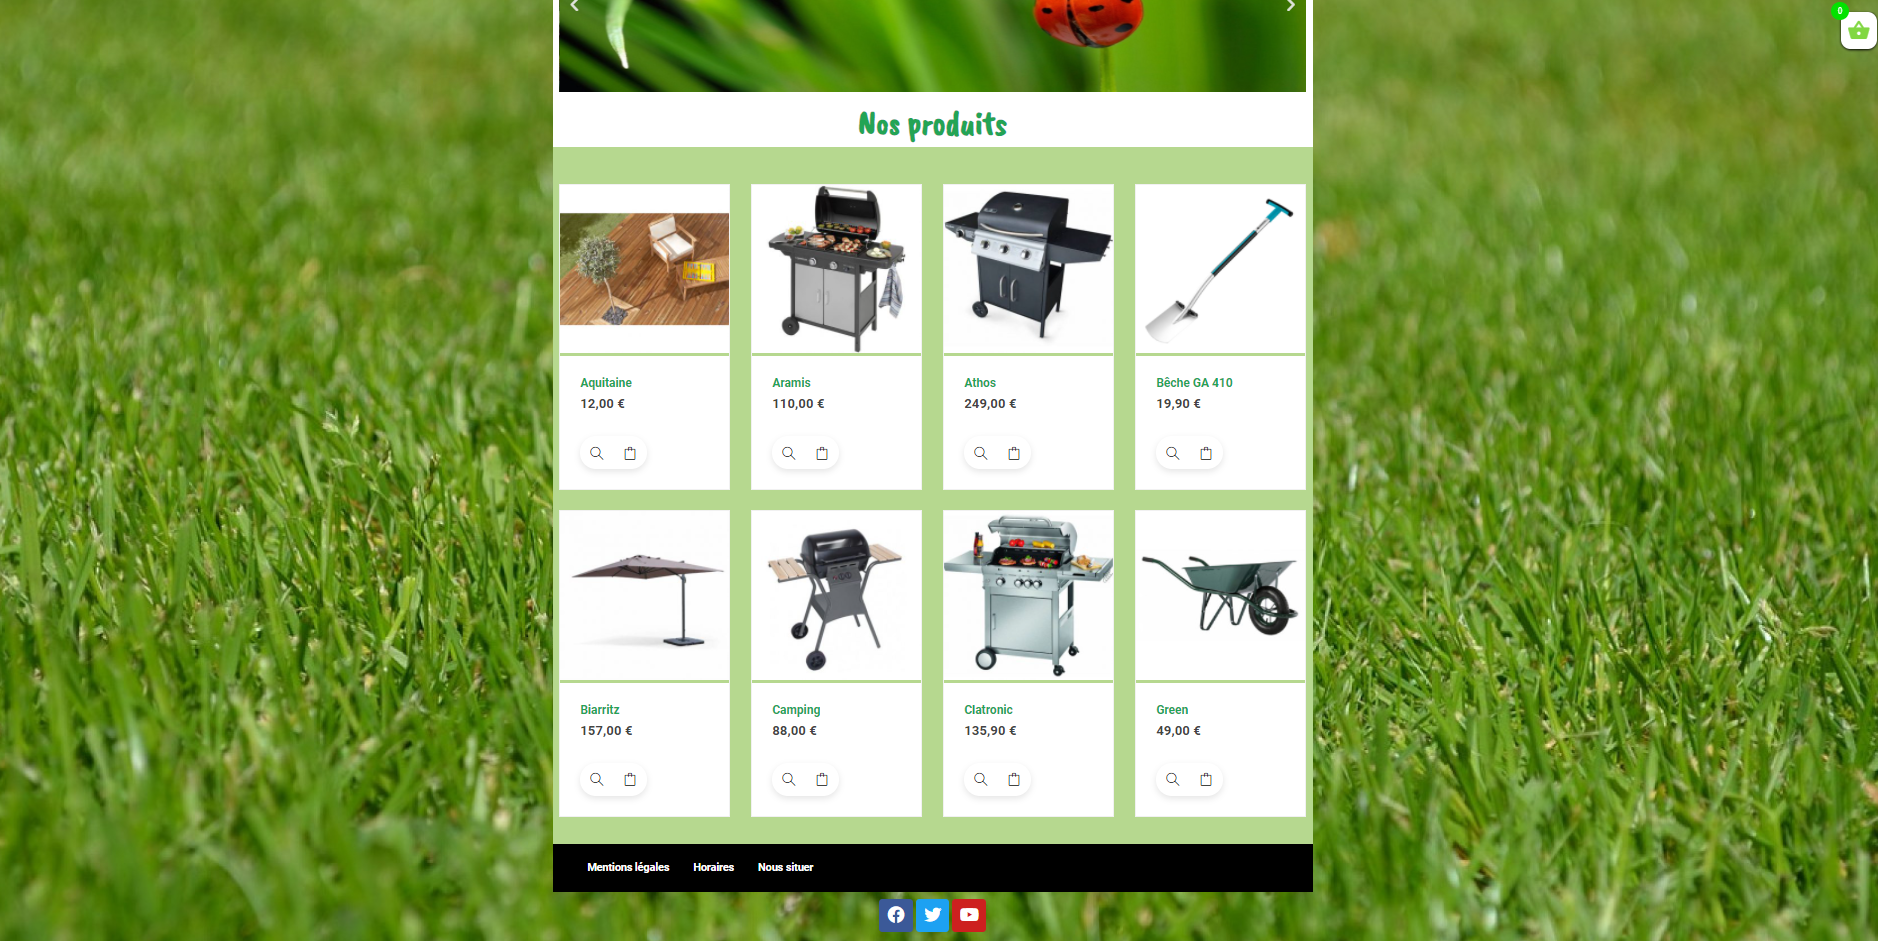 0
Nos produits
Aquitaine
12,00 €
Aramis
110,00 €
Athos
249,00 €
Bêche GA 410
19,90 €
Biarritz
157,00 €
Camping
88,00 €
Clatronic
135,90 €
Green
49,00 €
Mentions légales Horaires Nous situer